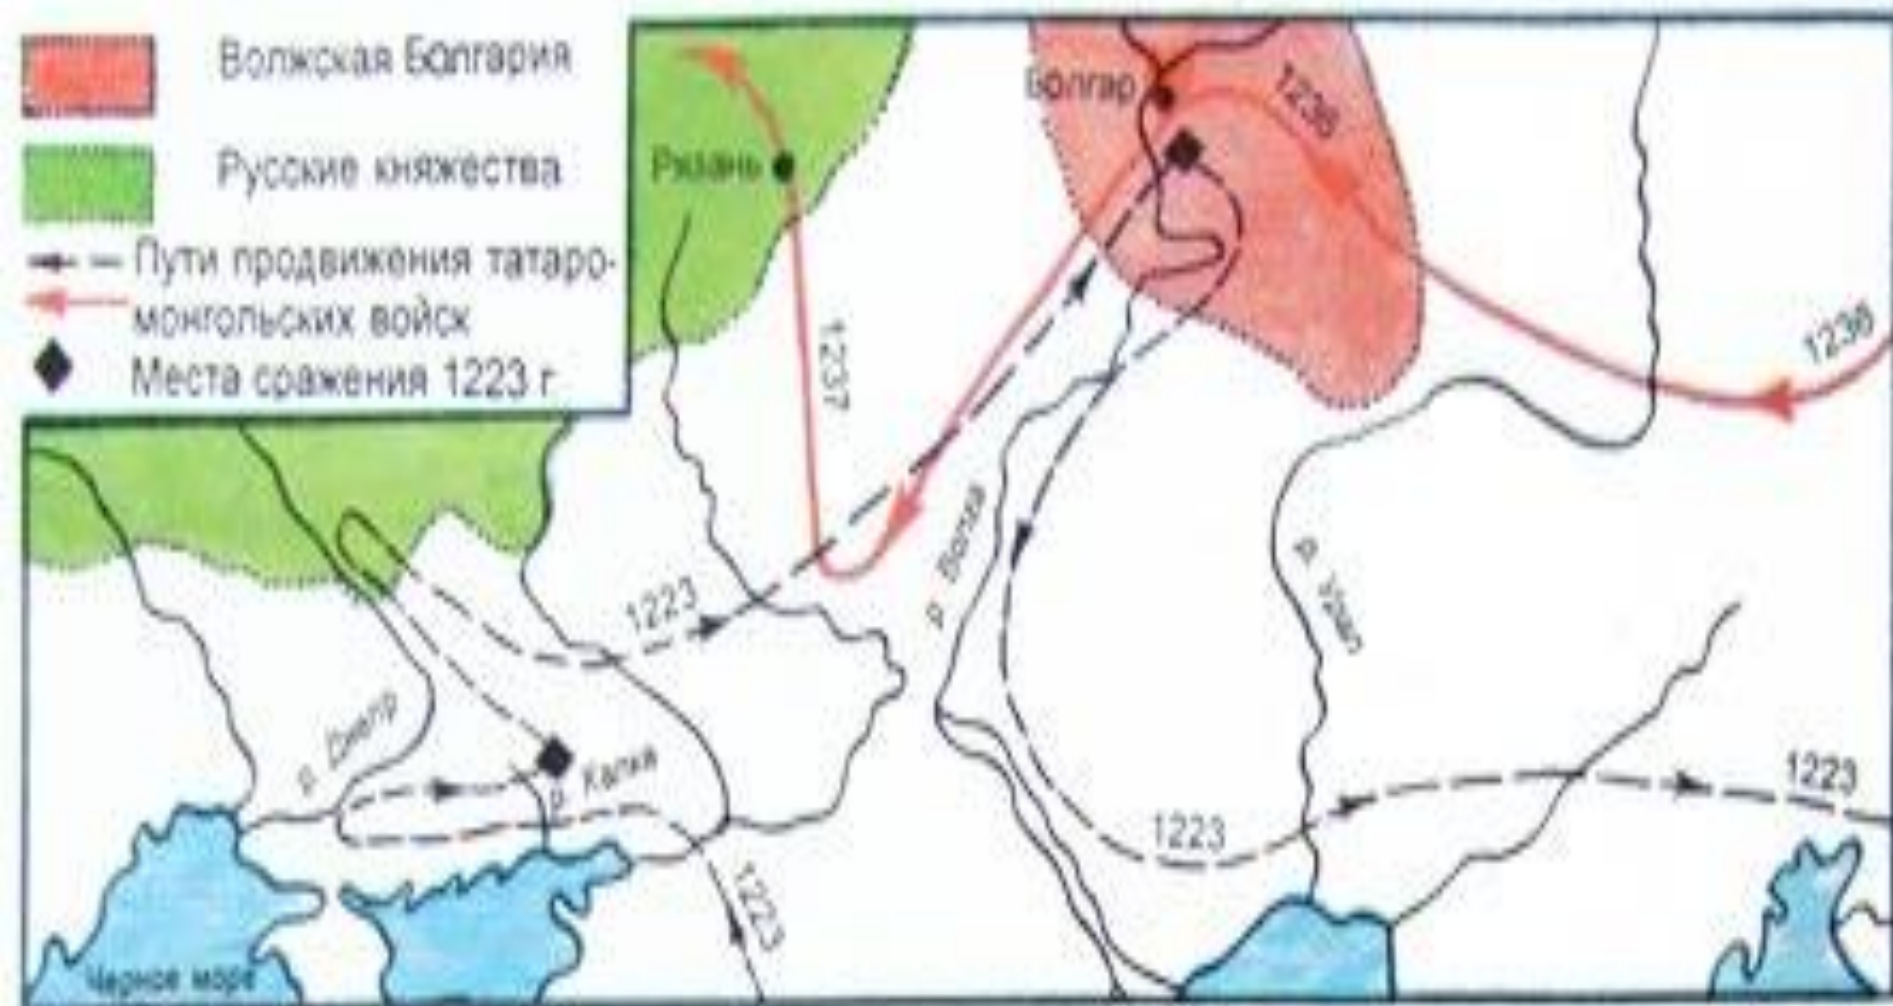 Волжская Болгария
Русские княжества
Пути продвижения татаро-
монгольских войск
Места сражения 1223 г
Рязань
Болгар
1236
1236
1237
1223
р. Волга
р. Урал
р. Днепр
р. Калка
1223
1223
1223
Черное море